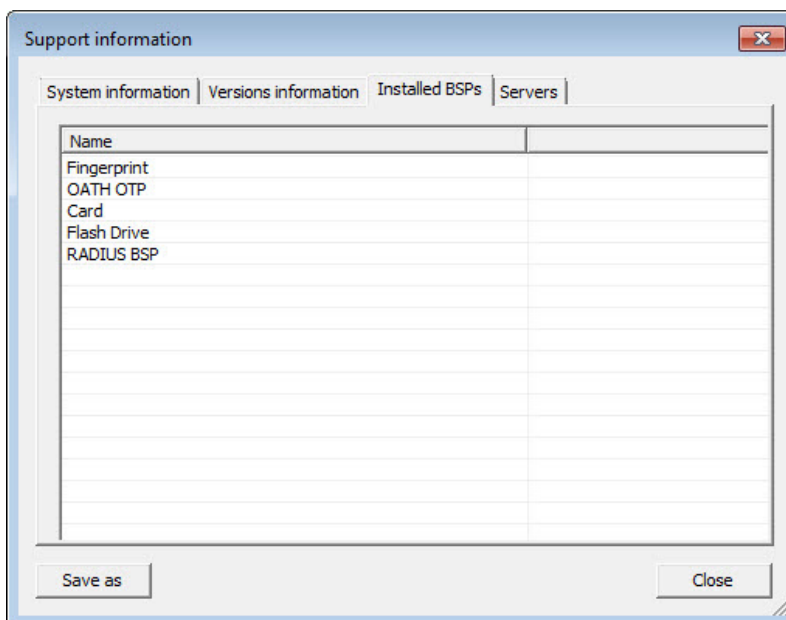 Support information
System information Versions information Installed BSPs Servers
Name
Fingerprint
OATH OTP
Card
Flash Drive
RADIUS BSP
Save as Close